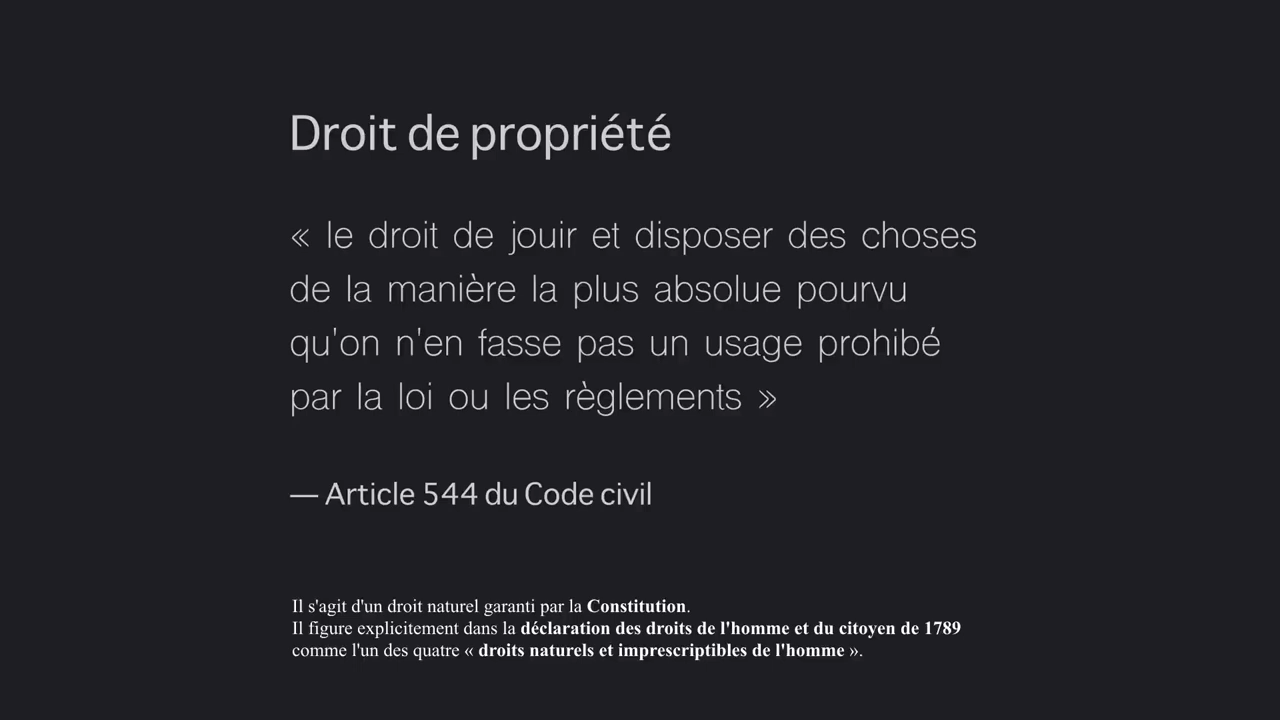 Droit de propriété
« le droit de jouir et disposer des choses
de la manière la plus absolue pourvu
qu'on n'en fasse pas un usage prohibé
par la loi ou les règlements »
— Article 544 du Code civil
Il s'agit d'un droit naturel garanti par la Constitution.
Il figure explicitement dans la déclaration des droits de l'homme et du citoyen de 1789
comme l'un des quatre « droits naturels et imprescriptibles de l'homme ».